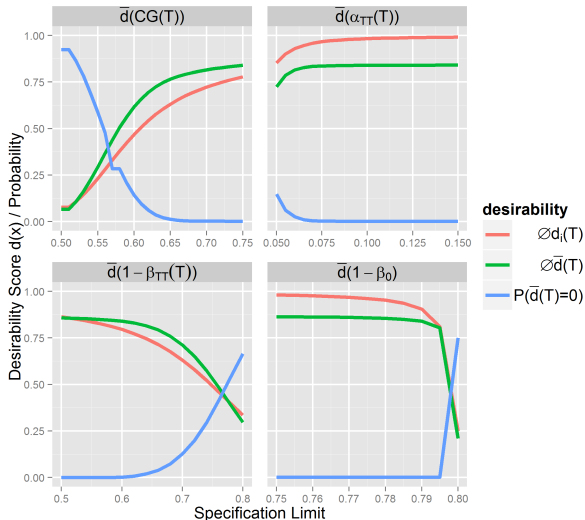 d̅(CG(T))
d̅(α_TT(T))
1.00
0.75
0.50
0.25
0.00
0.50 0.55 0.60 0.65 0.70 0.75
0.050 0.075 0.100 0.125 0.150
d̅(1−β_TT(T))
d̅(1−β₀)
1.00
0.75
0.50
0.25
0.00
0.5 0.6 0.7 0.8
0.75 0.76 0.77 0.78 0.79 0.80
Specification Limit
Desirability Score d(x) / Probability
desirability
∅dᵢ(T)
∅d̅(T)
P(d̅(T)=0)